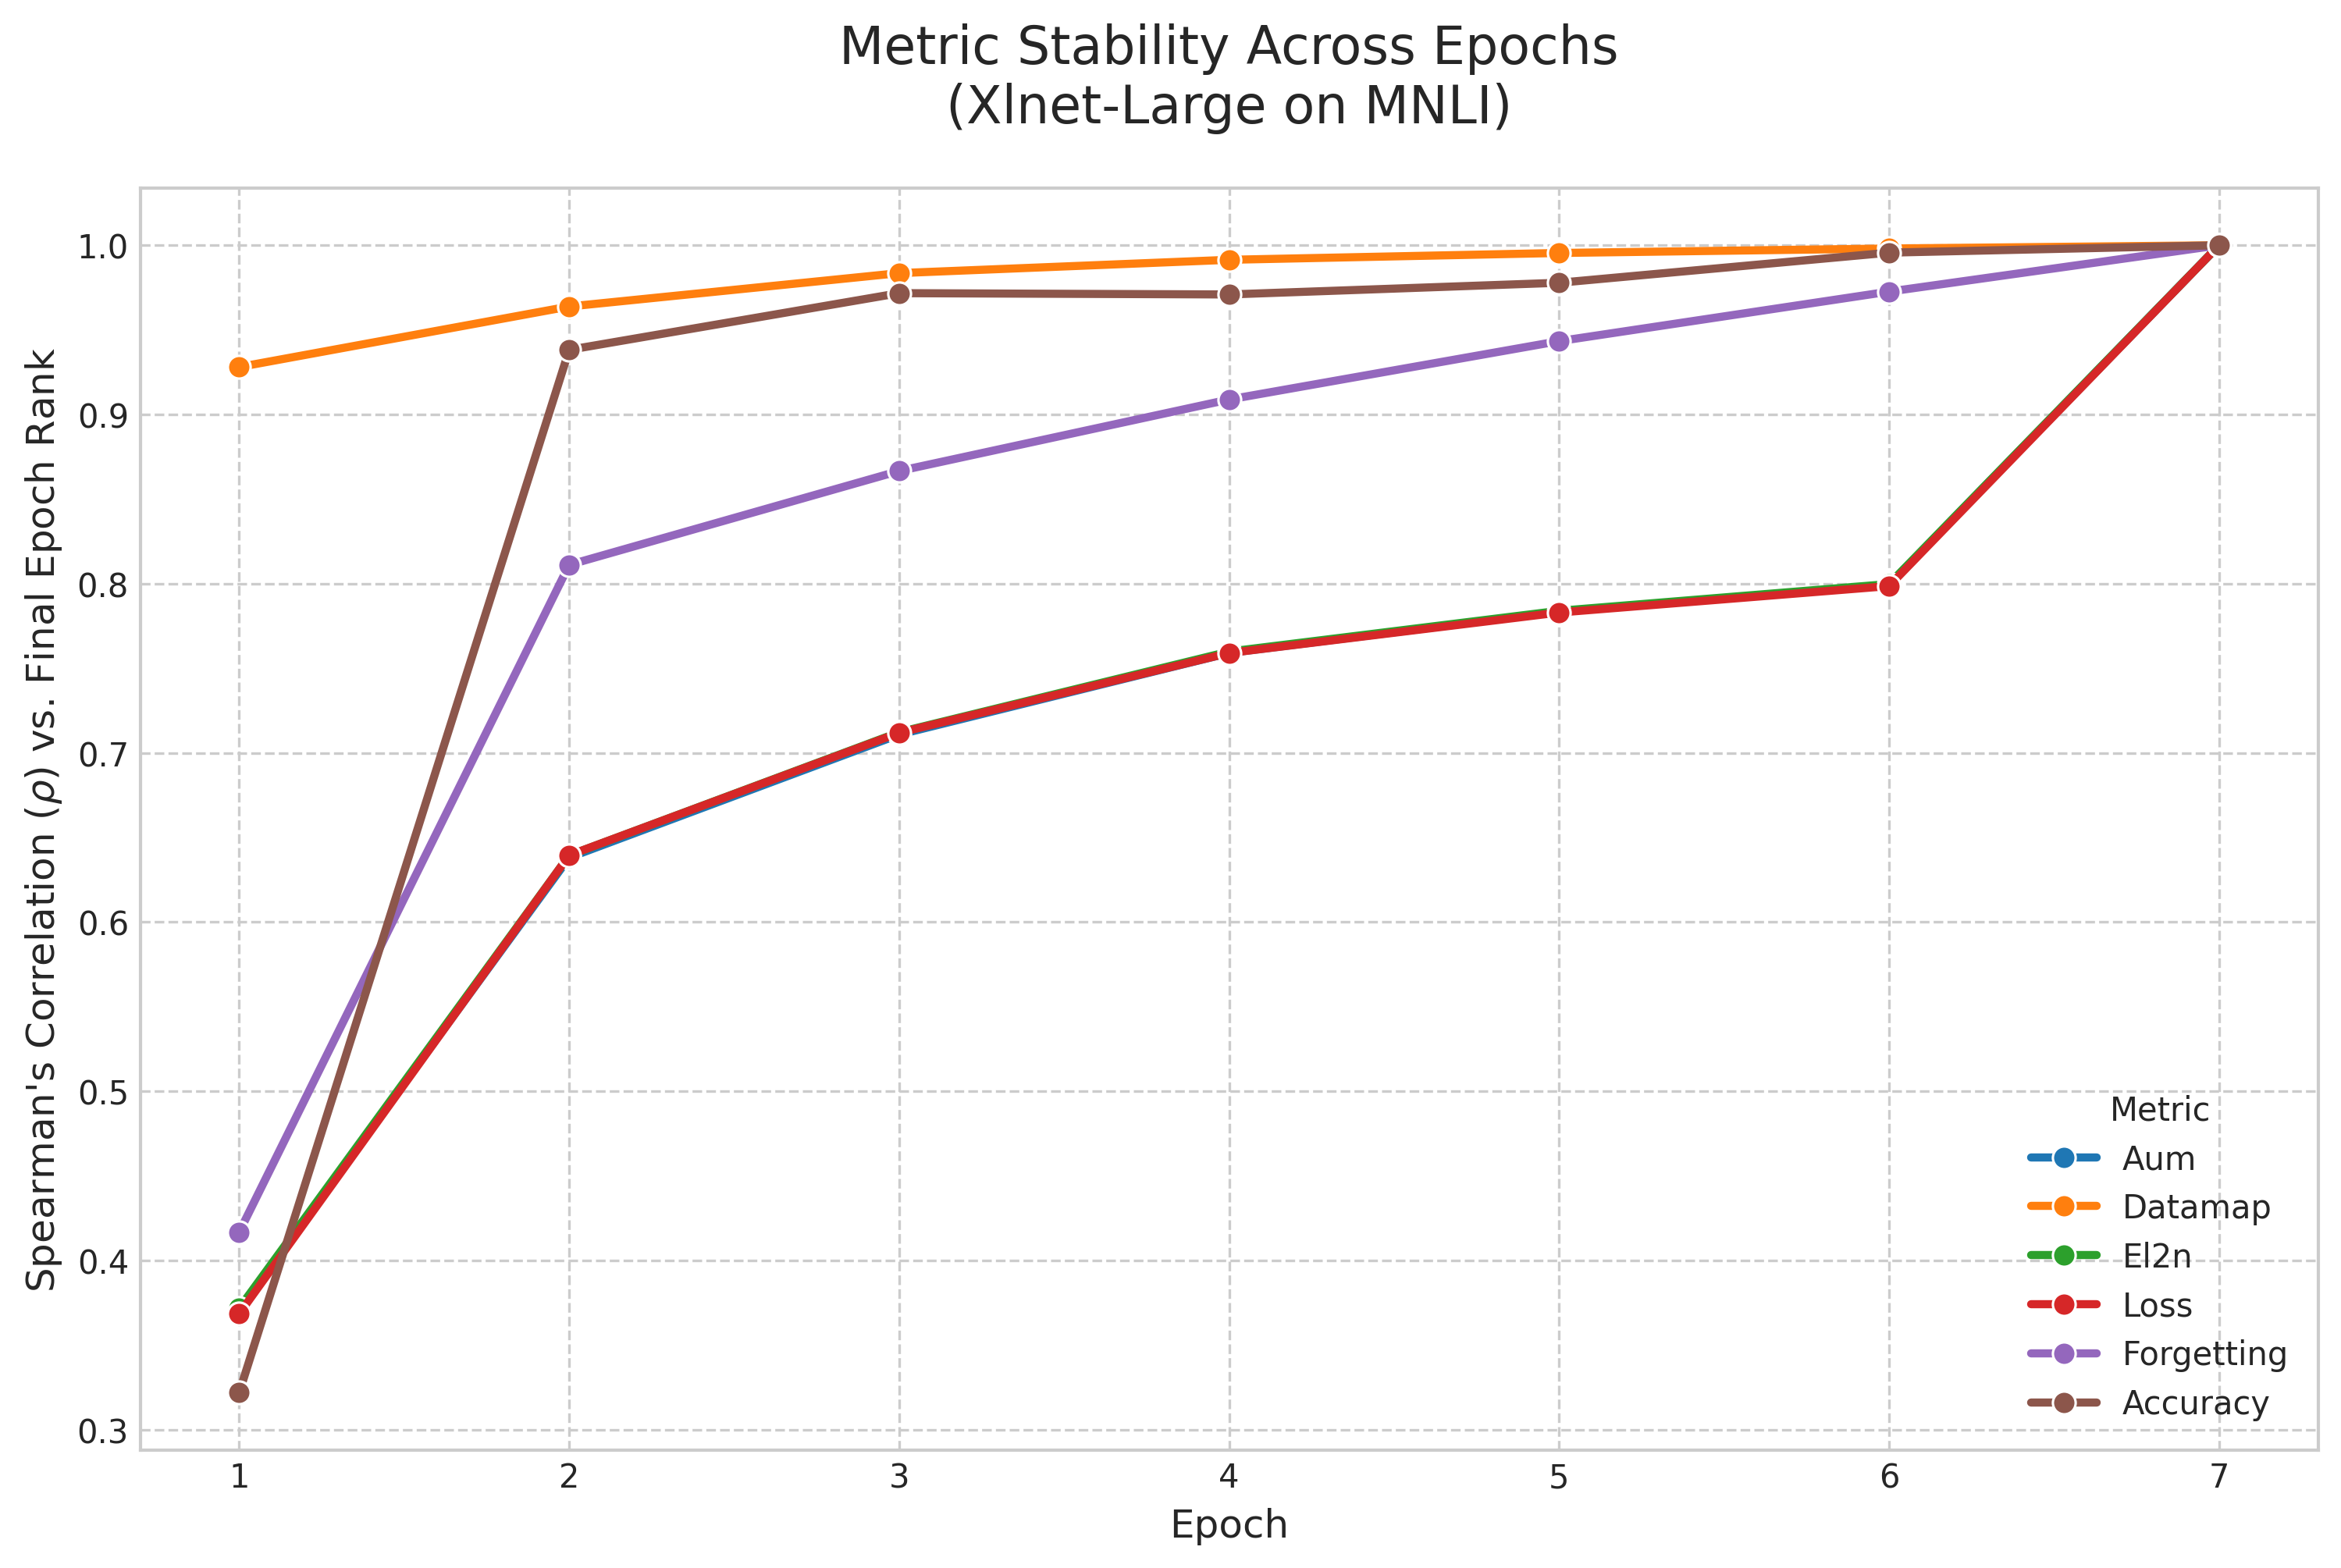 Metric Stability Across Epochs
(Xlnet-Large on MNLI)
Spearman's Correlation (ρ) vs. Final Epoch Rank
1.0
0.9
0.8
0.7
0.6
0.5
0.4
0.3
Metric
Aum
Datamap
El2n
Loss
Forgetting
Accuracy
1 2 3 4 5 6 7
Epoch